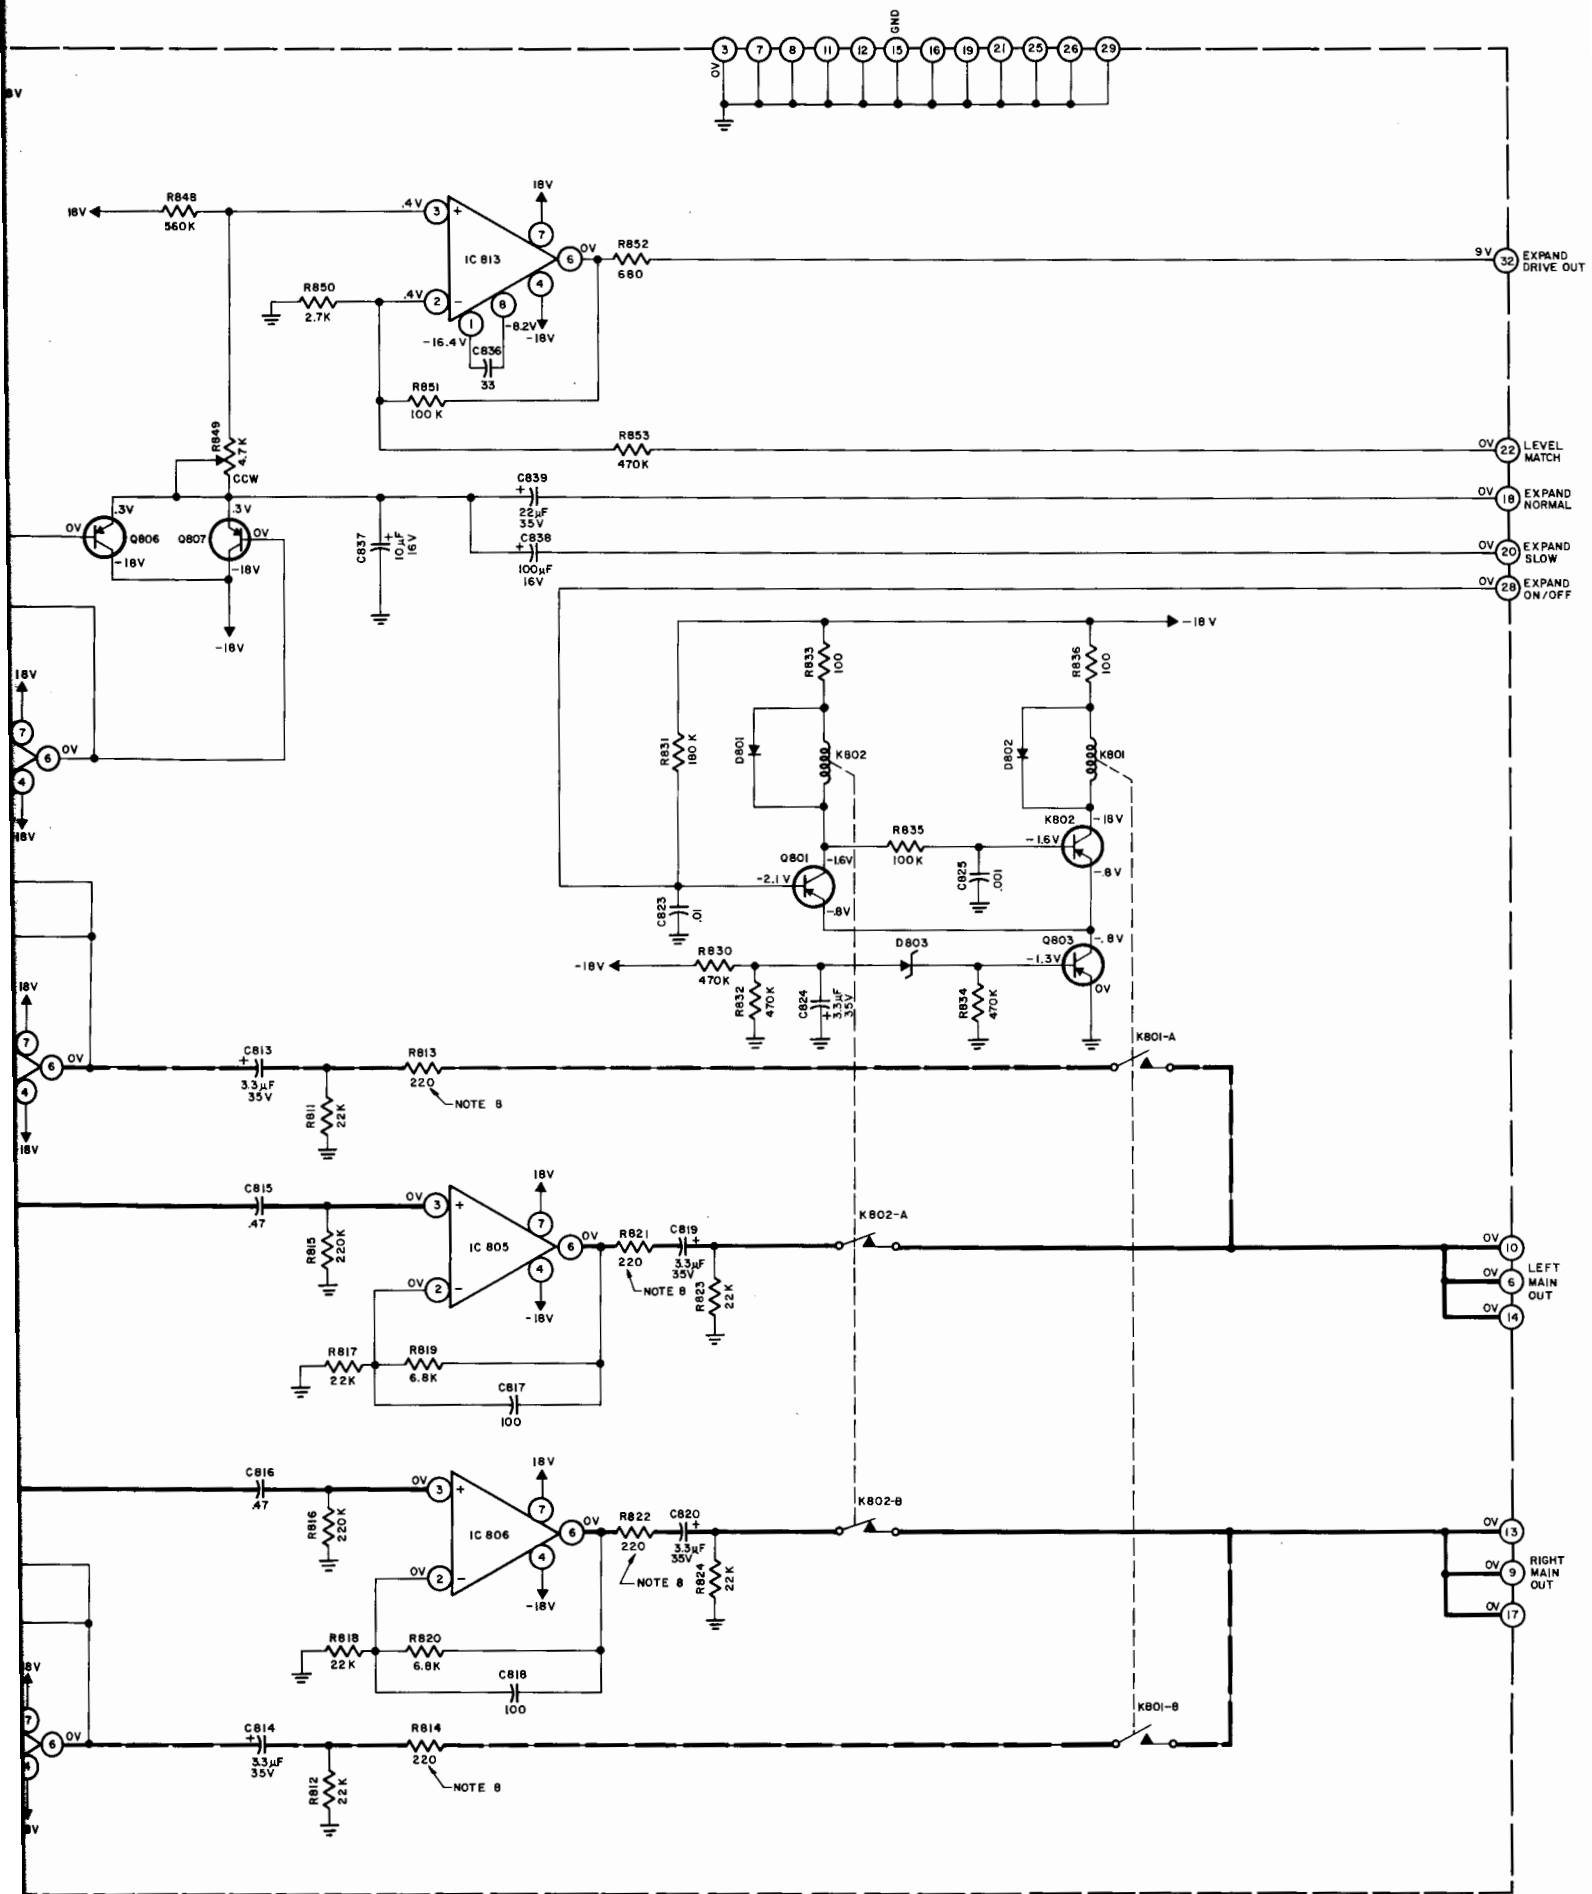 GND
3 7 8 11 12 15 16 19 21 25 26 29
0V
8V
18V
R848
560K
.4V
3
+
18V
7
IC 813
6
0V
R852
680
9V
32
EXPAND
DRIVE OUT
R850
2.7K
.4V
2
–
8
4
1
-8.2V
-18V
-16.4V
C836
33
R851
100 K
R853
470K
0V
22
LEVEL
MATCH
R849
4.7K
CCW
C839
+
22µF
35V
0V
18
EXPAND
NORMAL
.3V
.3V
0V
Q806
Q807
0V
-18V
-18V
-18V
C837
+
10µF
16V
+
C838
100µF
16V
0V
20
EXPAND
SLOW
0V
28
EXPAND
ON/OFF
-18V
R833
100
R836
100
18V
7
6
0V
4
18V
R831
180 K
D801
K802
D802
K801
K802
-18V
-1.6V
-.8V
R835
100K
C825
.001
Q801
-1.6V
-2.1V
-.8V
C823
.01
D803
Q803
-.8V
-1.3V
0V
-18V
R830
470K
R832
470K
C824
+
3.3µF
35V
R834
470K
18V
7
6
0V
4
18V
+
C813
3.3µF
35V
R811
22K
R813
220
NOTE 8
K801-A
C815
.47
R815
220K
0V
3
+
18V
7
IC 805
6
0V
4
-18V
0V
2
–
R821
220
NOTE 8
C819
+
3.3µF
35V
R823
22K
K802-A
0V
10
0V
6
0V
14
LEFT
MAIN
OUT
R817
22K
R819
6.8K
C817
100
C816
.47
R816
220K
0V
3
+
18V
7
IC 806
6
0V
4
-18V
0V
2
–
R822
220
NOTE 8
C820
+
3.3µF
35V
R824
22K
K802-B
0V
13
0V
9
0V
17
RIGHT
MAIN
OUT
R818
22K
R820
6.8K
C818
100
8V
7
6
0V
4
8V
+
C814
3.3µF
35V
R812
22K
R814
220
NOTE 8
K801-B